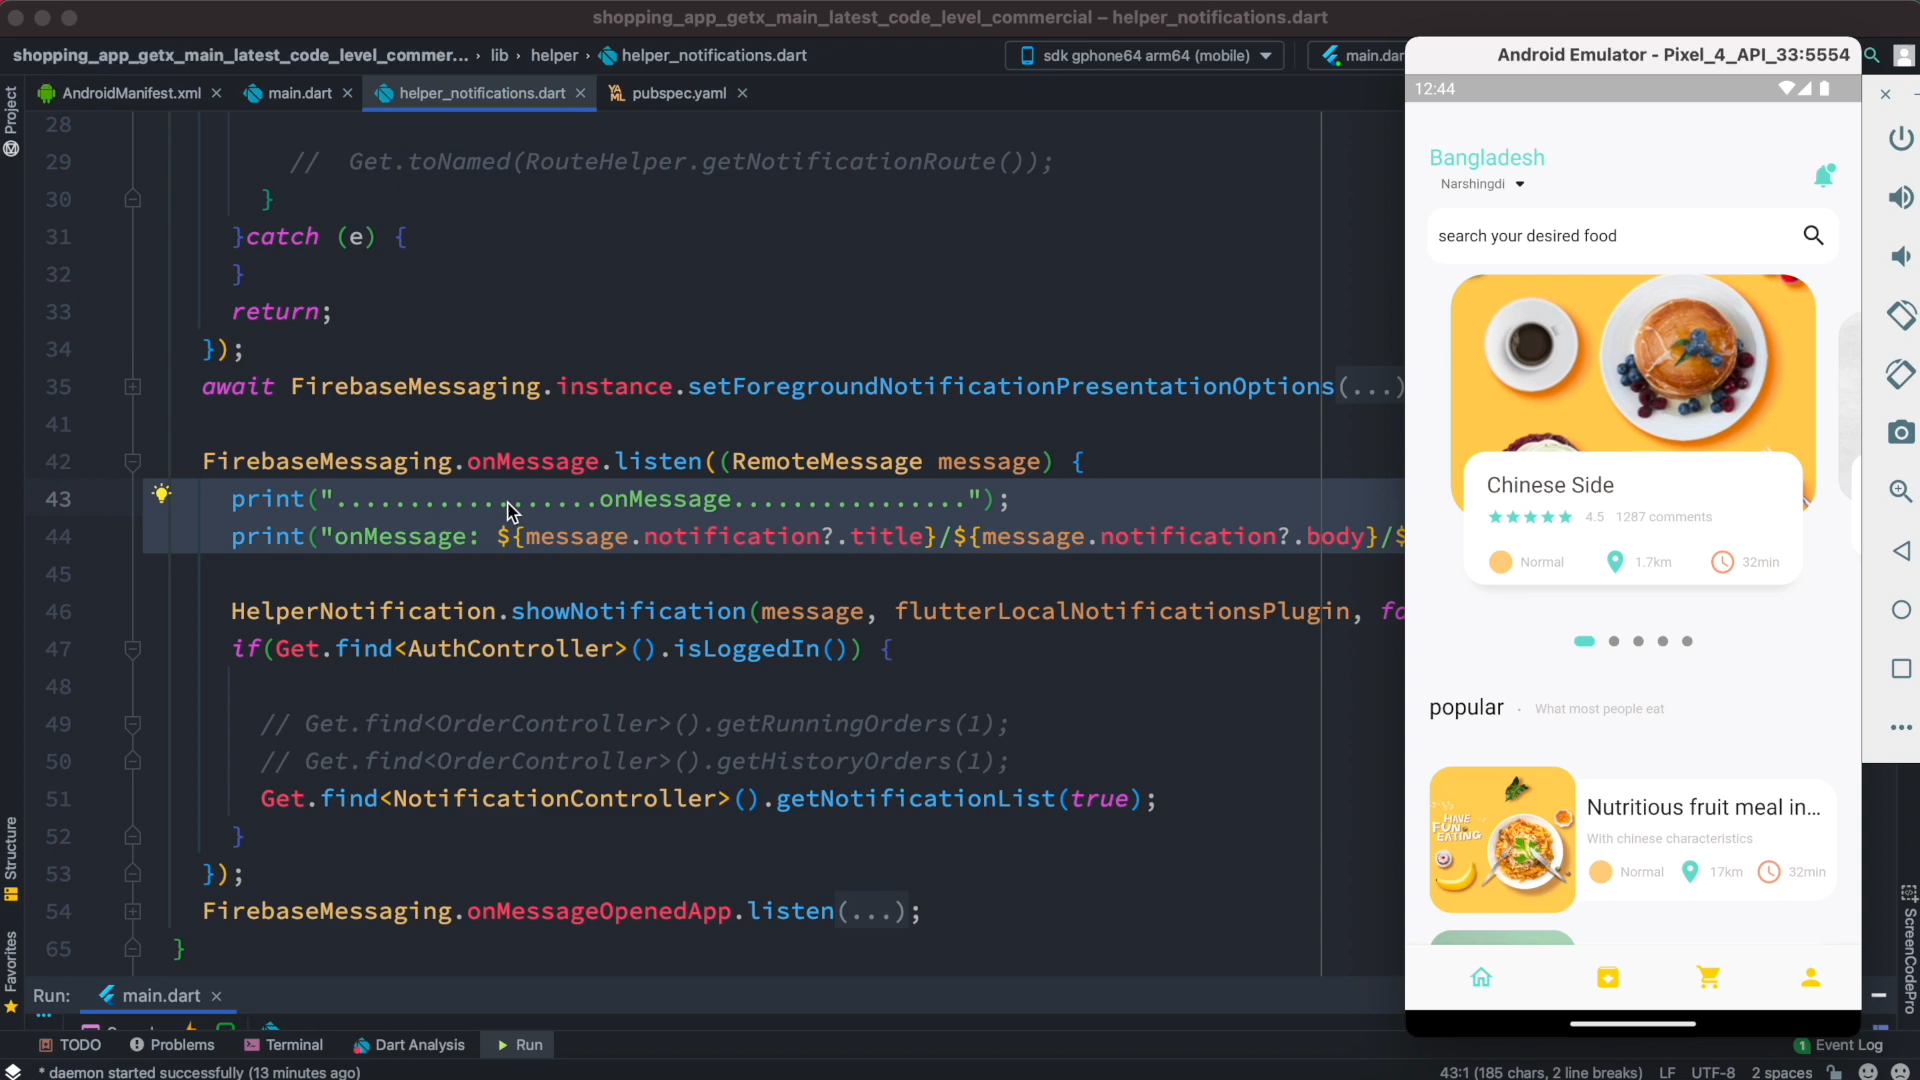 shopping_app_getx_main_latest_code_level_commercial – helper_notifications.dart
shopping_app_getx_main_latest_code_level_commer... › lib › helper › helper_notifications.dart
sdk gphone64 arm64 (mobile)
main.dar
AndroidManifest.xml
main.dart
helper_notifications.dart
pubspec.yaml
Project
Structure
Favorites
28
29 // Get.toNamed(RouteHelper.getNotificationRoute());
30 }
31 }catch (e) {
32 }
33 return;
34 });
35 await FirebaseMessaging.instance.setForegroundNotificationPresentationOptions(...)
41
42 FirebaseMessaging.onMessage.listen((RemoteMessage message) {
43 print("..................onMessage................");
44 print("onMessage: ${message.notification?.title}/${message.notification?.body}/$
45
46 HelperNotification.showNotification(message, flutterLocalNotificationsPlugin, fa
47 if(Get.find<AuthController>().isLoggedIn()) {
48
49 // Get.find<OrderController>().getRunningOrders(1);
50 // Get.find<OrderController>().getHistoryOrders(1);
51 Get.find<NotificationController>().getNotificationList(true);
52 }
53 });
54 FirebaseMessaging.onMessageOpenedApp.listen(...);
65 }
Run:
main.dart
TODO
Problems
Terminal
Dart Analysis
Run
1 Event Log
* daemon started successfully (13 minutes ago)
43:1 (185 chars, 2 line breaks)
LF
UTF-8
2 spaces
ScreenCodePro
Android Emulator - Pixel_4_API_33:5554
12:44
Bangladesh
Narshingdi
search your desired food
Chinese Side
4.5 1287 comments
Normal 1.7km 32min
popular . What most people eat
HAVE
FUN
EATING
Nutritious fruit meal in...
With chinese characteristics
Normal 17km 32min